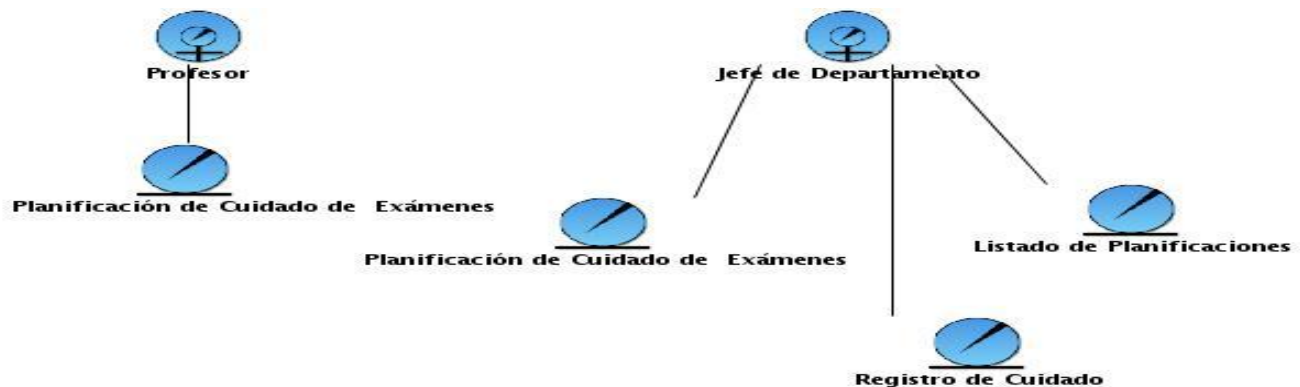 Profesor
Jefe de Departamento
Planificación de Cuidado de Exámenes
Planificación de Cuidado de Exámenes
Listado de Planificaciones
Registro de Cuidado